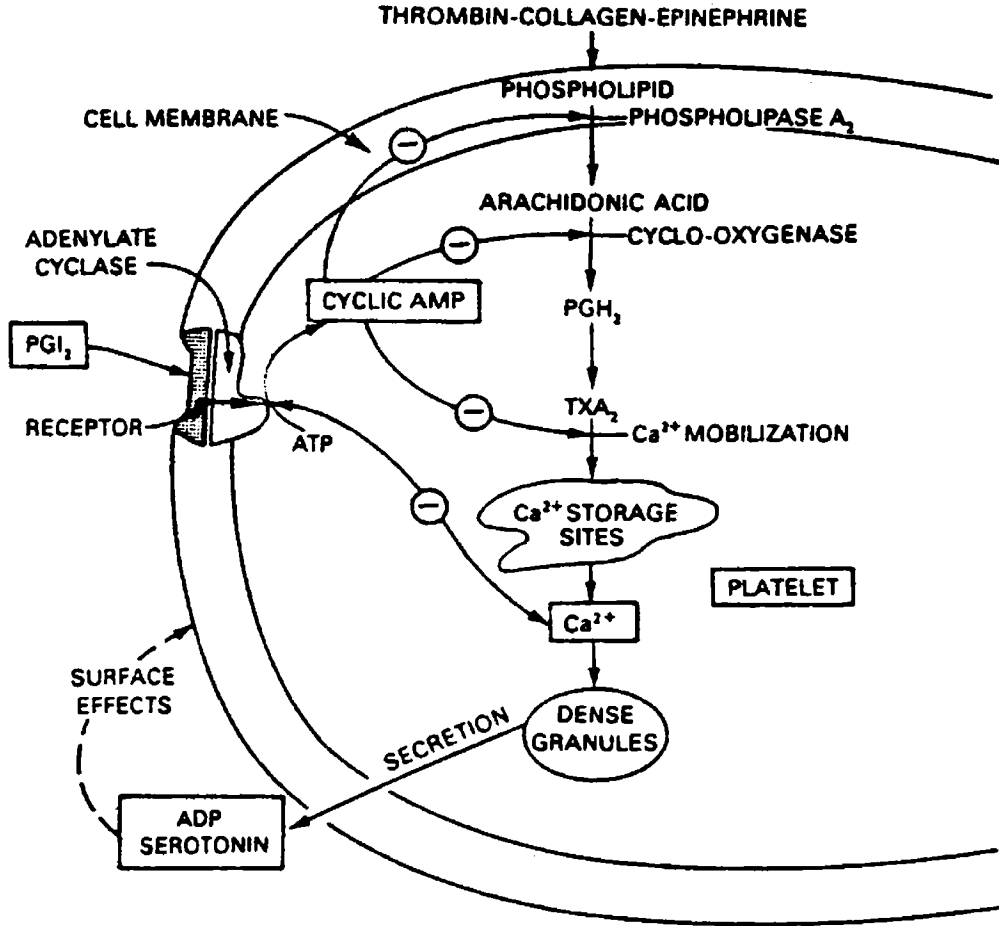 THROMBIN-COLLAGEN-EPINEPHRINE
PHOSPHOLIPID
CELL MEMBRANE
−
PHOSPHOLIPASE A₂
ARACHIDONIC ACID
−
CYCLO-OXYGENASE
ADENYLATE
CYCLASE
CYCLIC AMP
PGH₂
PGI₂
TXA₂
−
RECEPTOR
ATP
Ca²⁺ MOBILIZATION
−
Ca²⁺ STORAGE
SITES
PLATELET
Ca²⁺
SURFACE
EFFECTS
SECRETION
DENSE
GRANULES
ADP
SEROTONIN